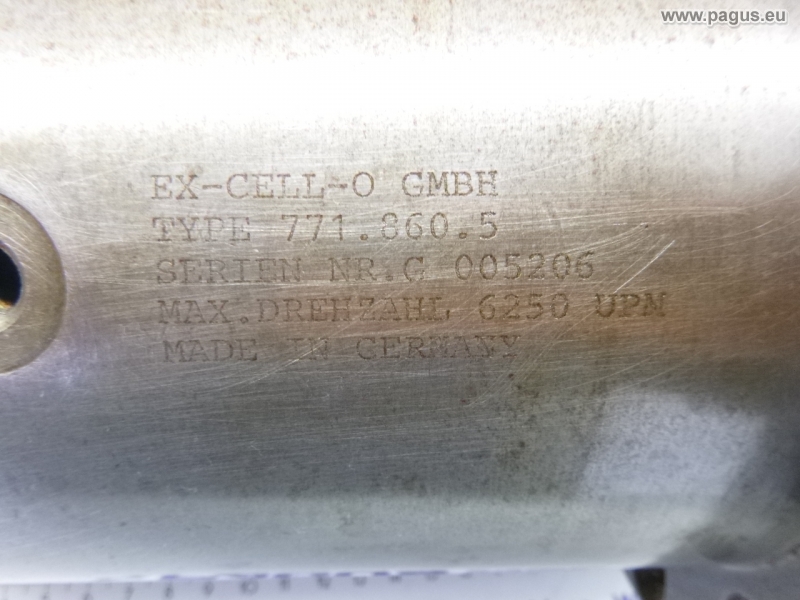 www.pagus.eu
EX-CELL-O GMBH
TYPE 771.860.5
SERIEN NR.G 005206
MAX.DREHZAHL 6250 UPM
MADE IN GERMANY